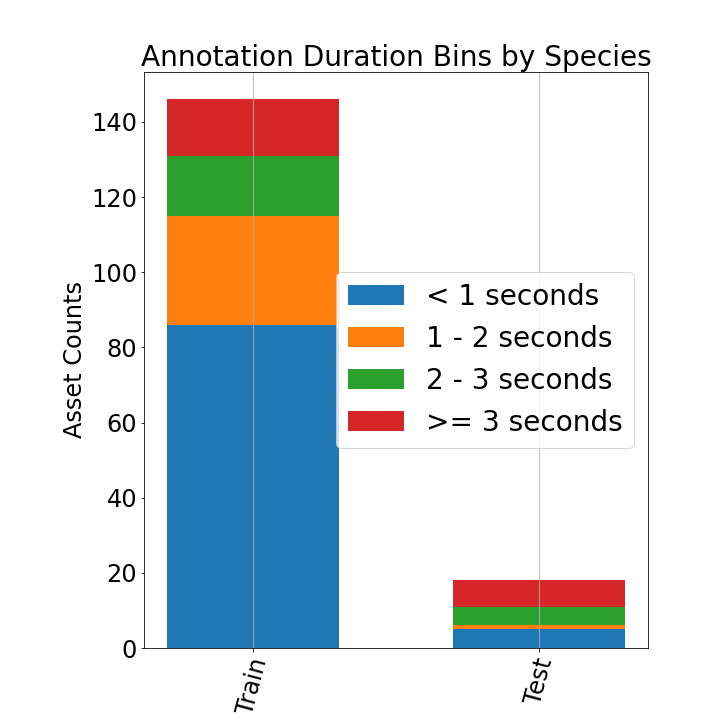 Annotation Duration Bins by Species
Asset Counts
140
120
100
80
60
40
20
0
< 1 seconds
1 - 2 seconds
2 - 3 seconds
>= 3 seconds
Train
Test